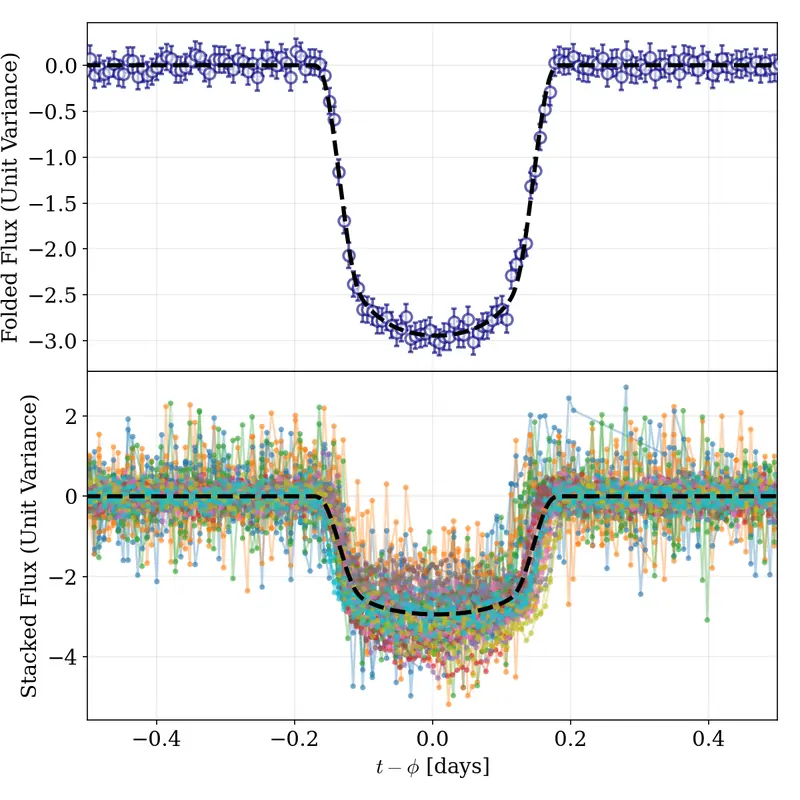 Folded Flux (Unit Variance)
0.0
−0.5
−1.0
−1.5
−2.0
−2.5
−3.0
Stacked Flux (Unit Variance)
2
0
−2
−4
−0.4 −0.2 0.0 0.2 0.4
t − ϕ [days]